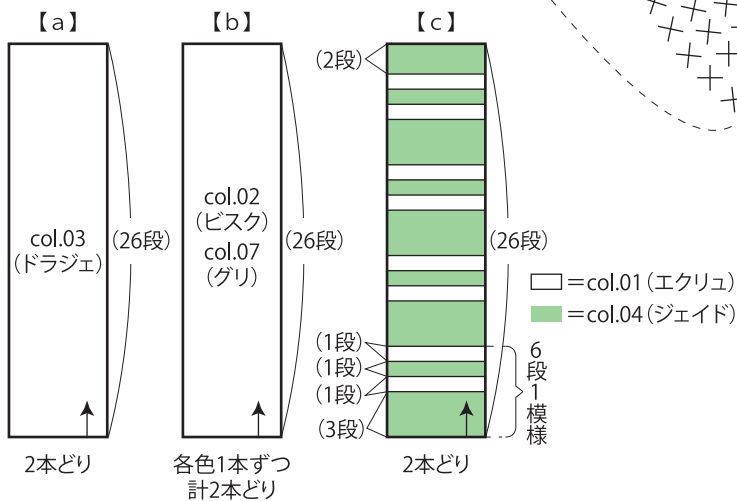 【a】
col.03
(ドラジェ)
(26段)
2本どり
【b】
col.02
(ビスク)
col.07
(グリ)
(26段)
各色1本ずつ
計2本どり
【c】
(2段)
(26段)
(1段)
(1段)
(1段)
(3段)
6段1模様
2本どり
=col.01(エクリュ)
=col.04(ジェイド)